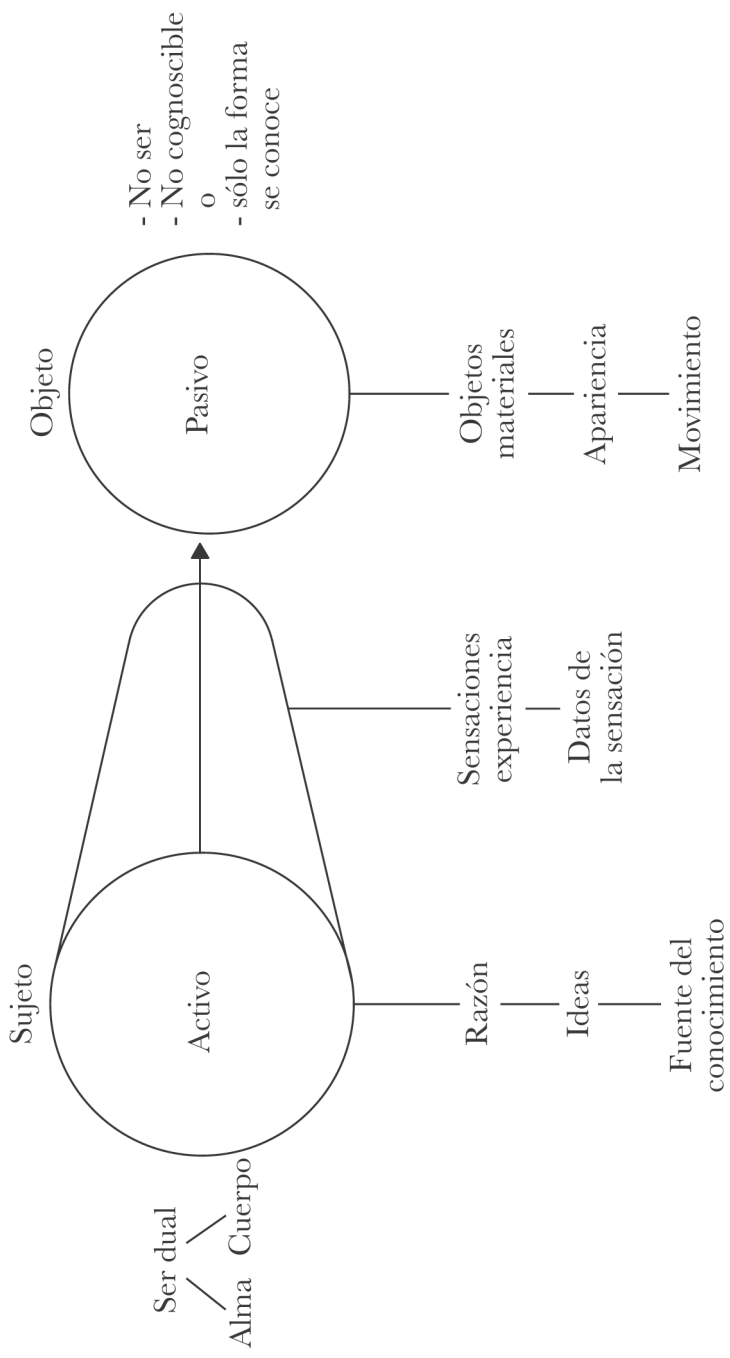 Ser dual
Alma Cuerpo
Sujeto
Activo
Razón
Ideas
Fuente del
conocimiento
Sensaciones
experiencia
Datos de
la sensación
Objeto
Pasivo
Objetos
materiales
Apariencia
Movimiento
- No ser
- No cognoscible
o
- sólo la forma
se conoce